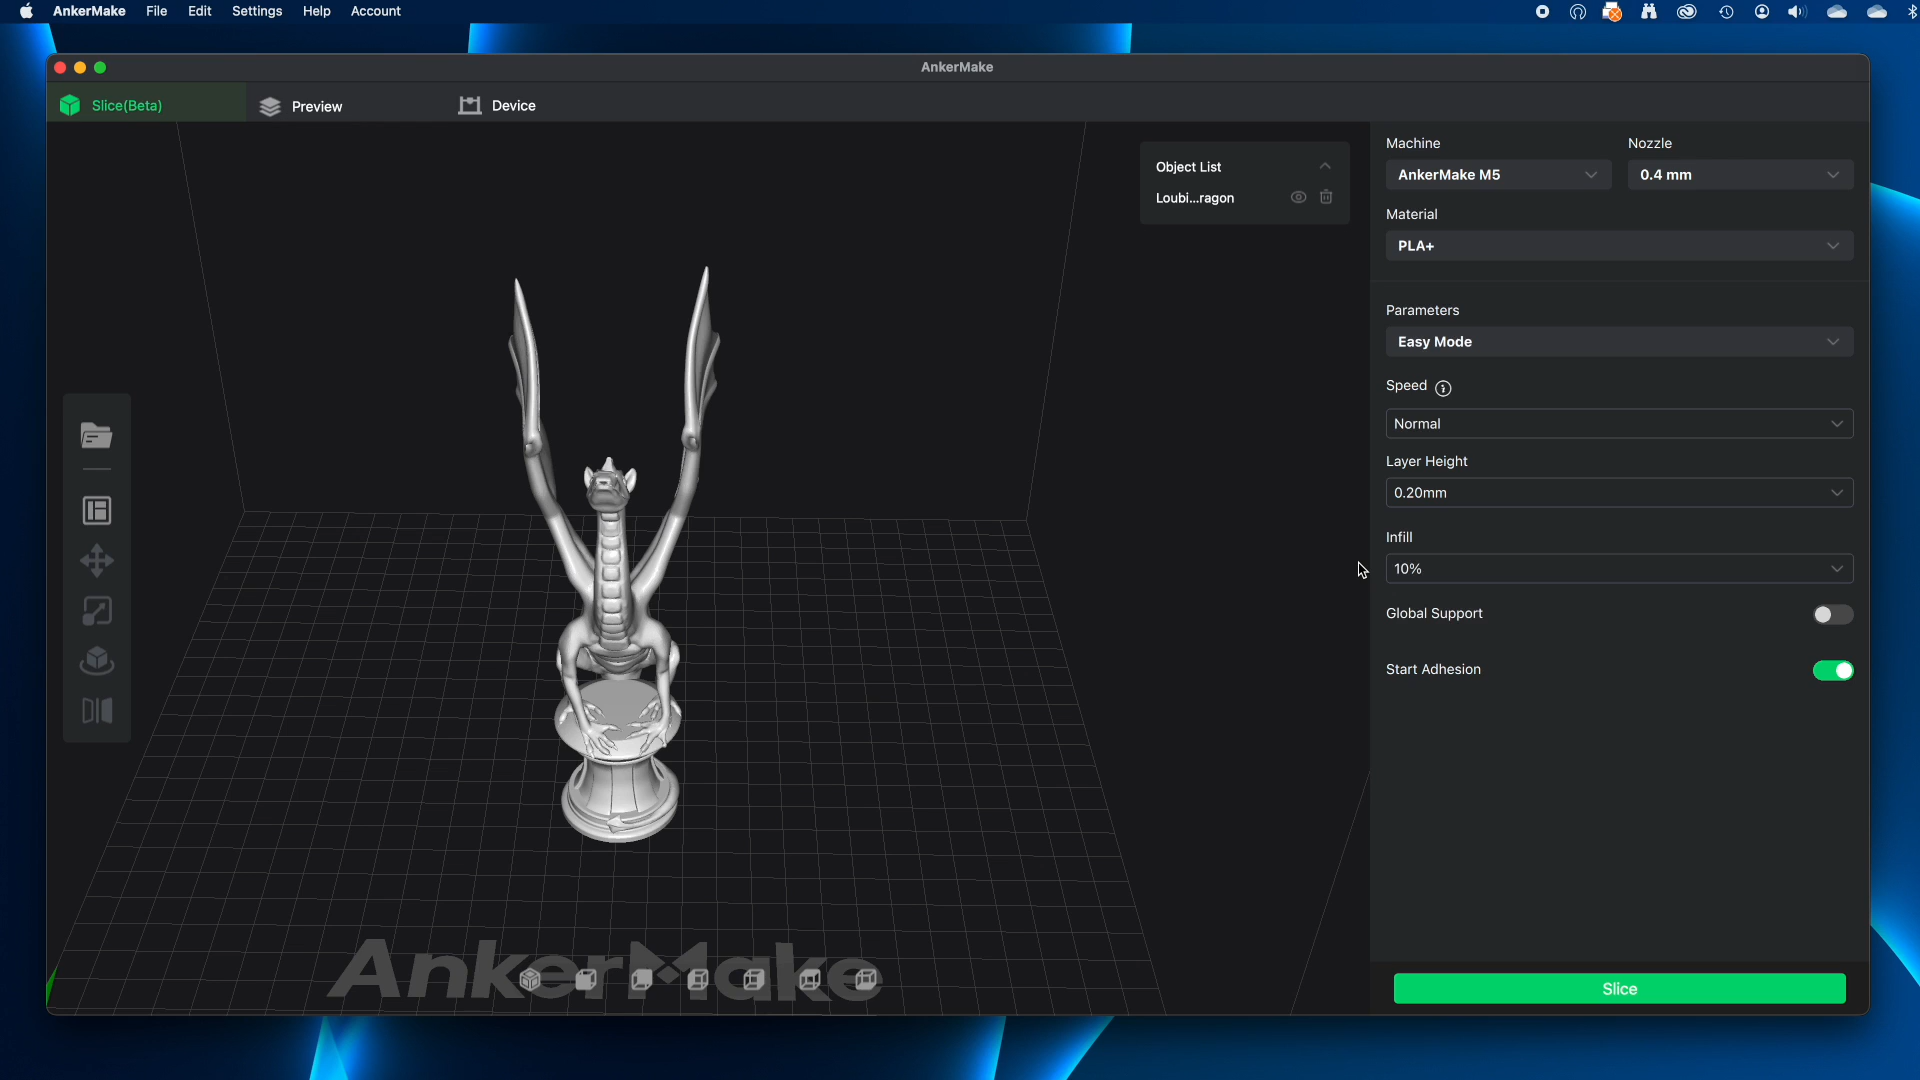 AnkerMake File Edit Settings Help Account
AnkerMake
Slice(Beta) Preview Device
Object List
Loubi...ragon
Machine Nozzle
AnkerMake M5 0.4 mm
Material
PLA+
Parameters
Easy Mode
Speed
Normal
Layer Height
0.20mm
Infill
10%
Global Support
Start Adhesion
AnkerMake
Slice